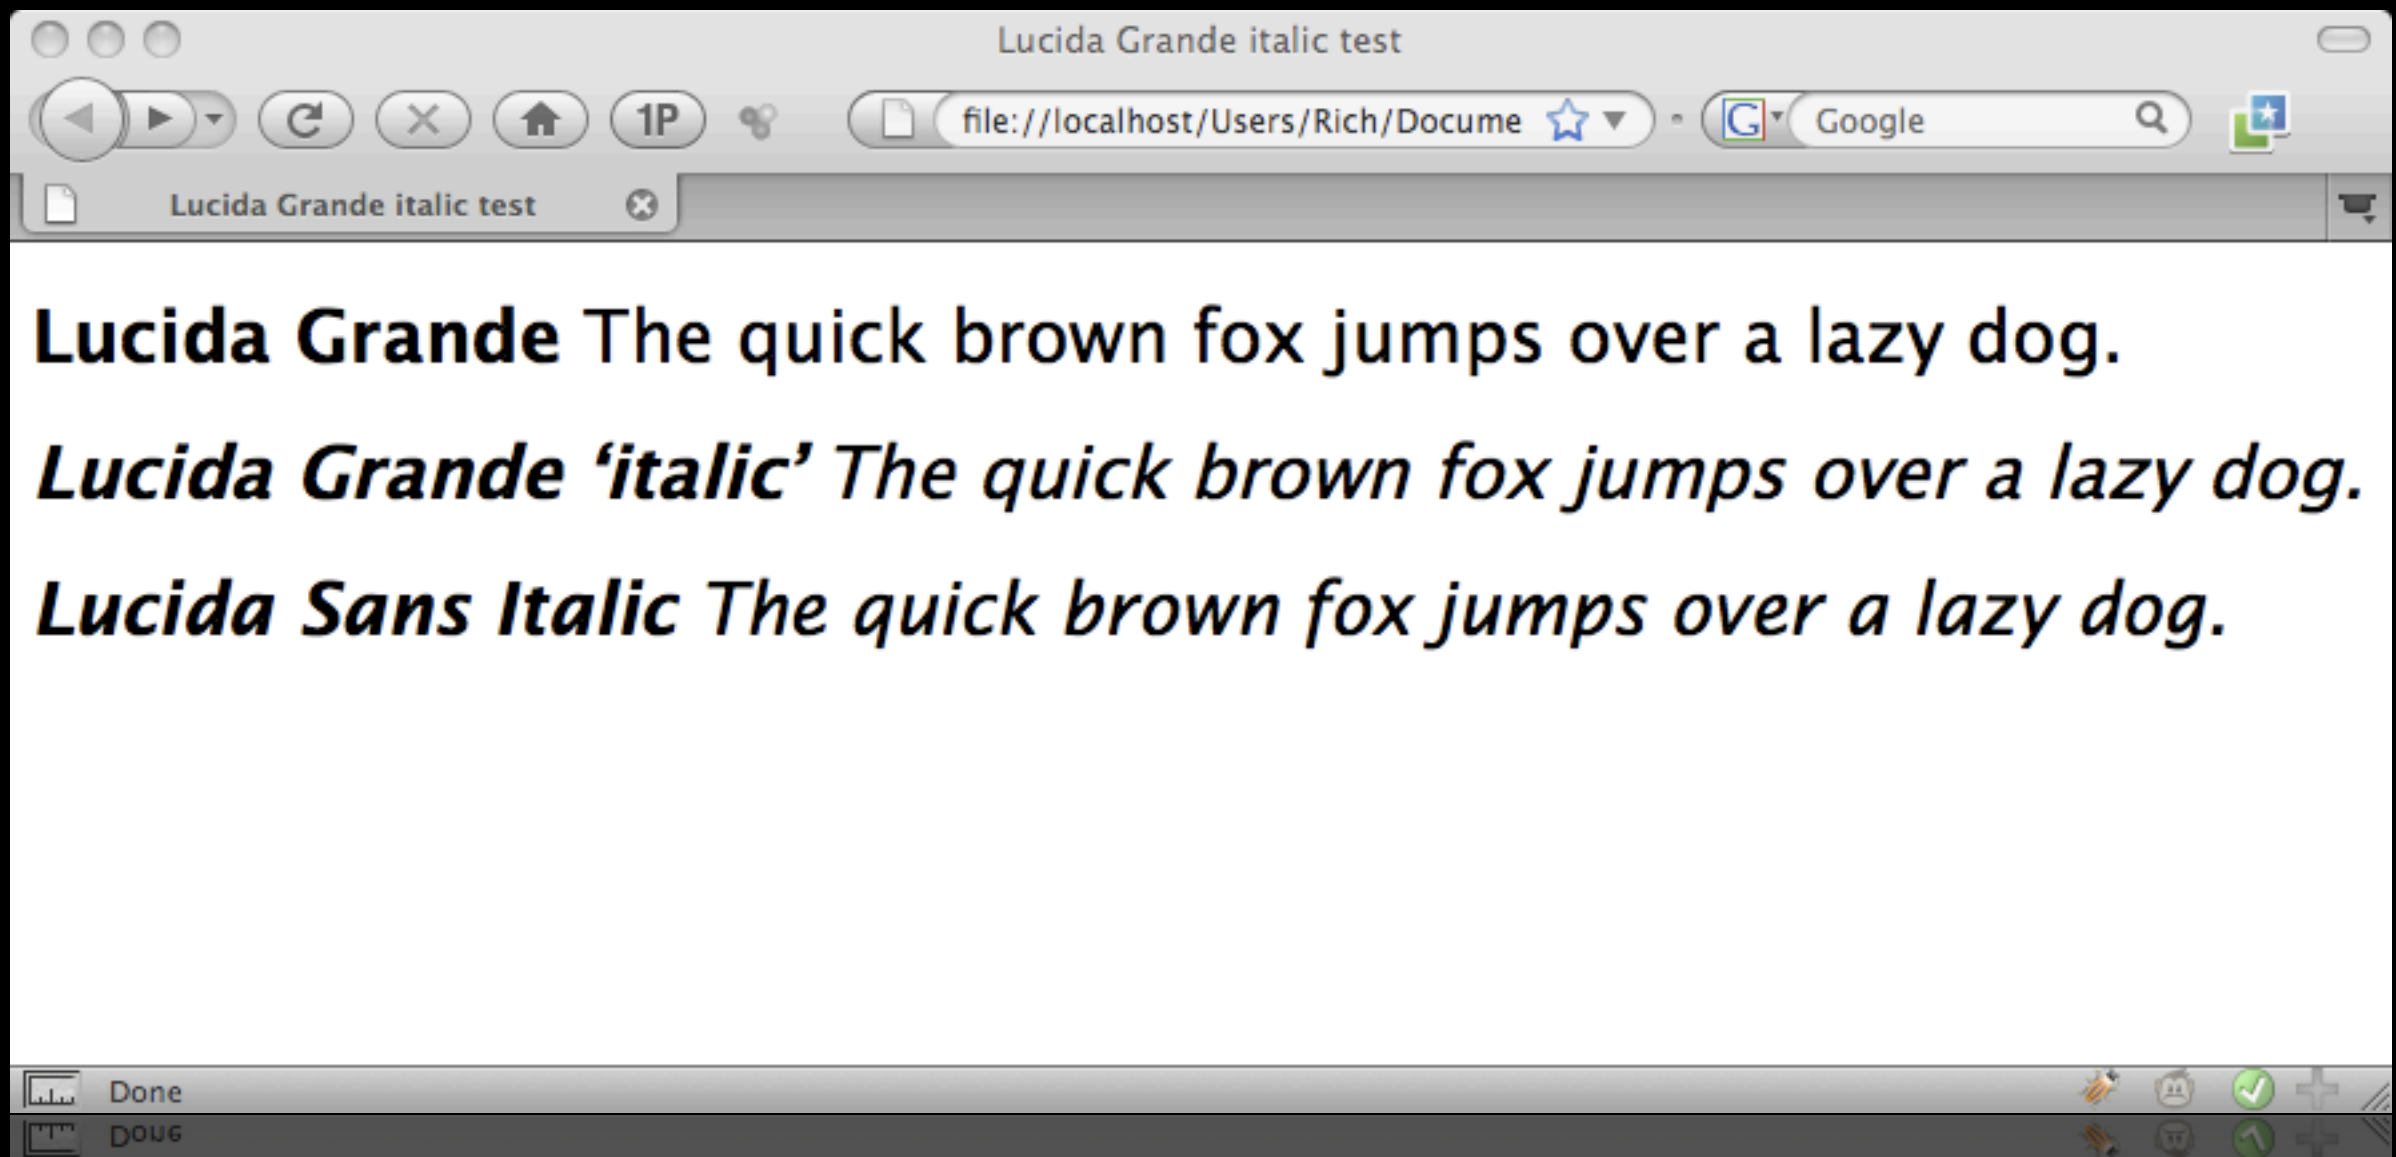 Lucida Grande italic test
1P
file://localhost/Users/Rich/Docume
G
Google
Lucida Grande italic test
Lucida Grande The quick brown fox jumps over a lazy dog.
Lucida Grande ‘italic’ The quick brown fox jumps over a lazy dog.
Lucida Sans Italic The quick brown fox jumps over a lazy dog.
Done